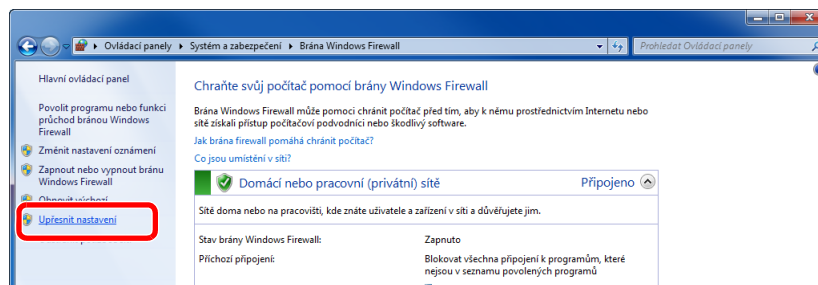 Ovládací panely ▸ Systém a zabezpečení ▸ Brána Windows Firewall
Prohledat Ovládací panely
Hlavní ovládací panel
Povolit programu nebo funkci
průchod bránou Windows
Firewall
Změnit nastavení oznámení
Zapnout nebo vypnout bránu
Windows Firewall
Obnovit výchozí
Upřesnit nastavení
Chraňte svůj počítač pomocí brány Windows Firewall
Brána Windows Firewall může pomoci chránit počítač před tím, aby k němu prostřednictvím Internetu nebo
sítě získali přístup počítačoví podvodníci nebo škodlivý software.
Jak brána firewall pomáhá chránit počítač?
Co jsou umístění v síti?
Domácí nebo pracovní (privátní) sítě Připojeno
Sítě doma nebo na pracovišti, kde znáte uživatele a zařízení v síti a důvěřujete jim.
Stav brány Windows Firewall: Zapnuto
Příchozí připojení: Blokovat všechna připojení k programům, které
nejsou v seznamu povolených programů